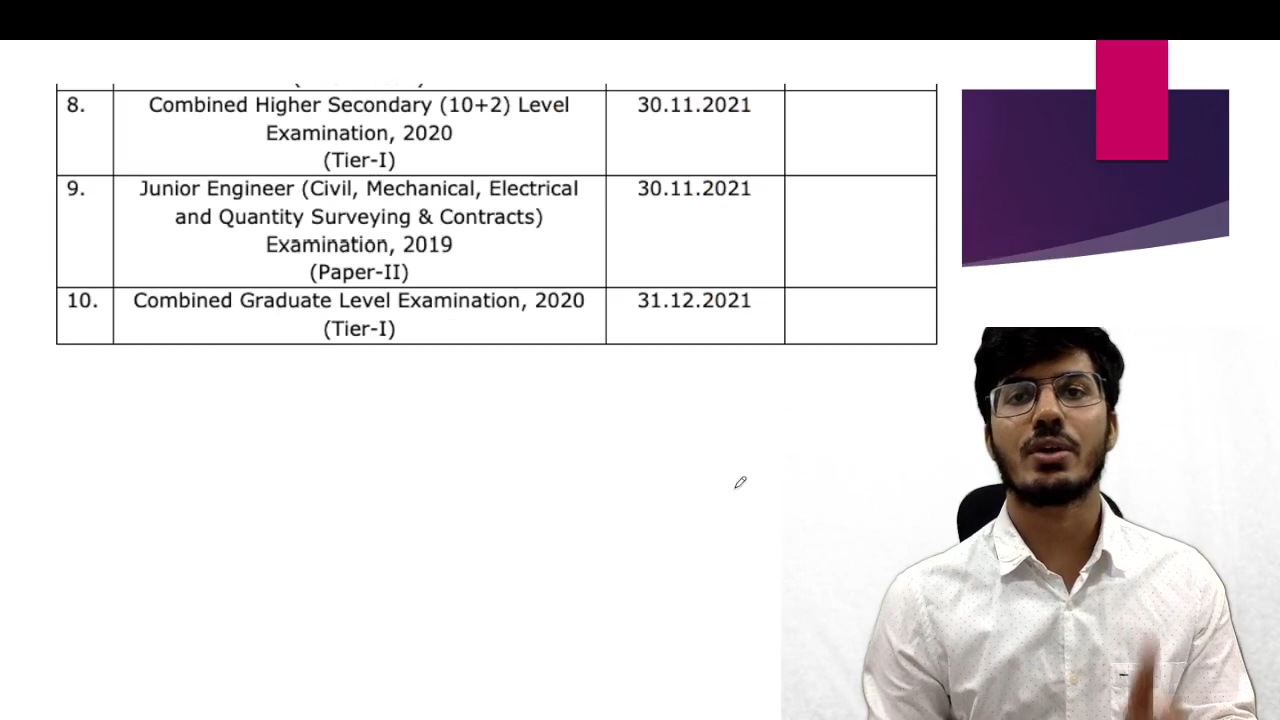 8.
Combined Higher Secondary (10+2) Level
30.11.2021
Examination, 2020
(Tier-I)
9.
Junior Engineer (Civil, Mechanical, Electrical
30.11.2021
and Quantity Surveying & Contracts)
Examination, 2019
(Paper-II)
10.
Combined Graduate Level Examination, 2020
31.12.2021
(Tier-I)